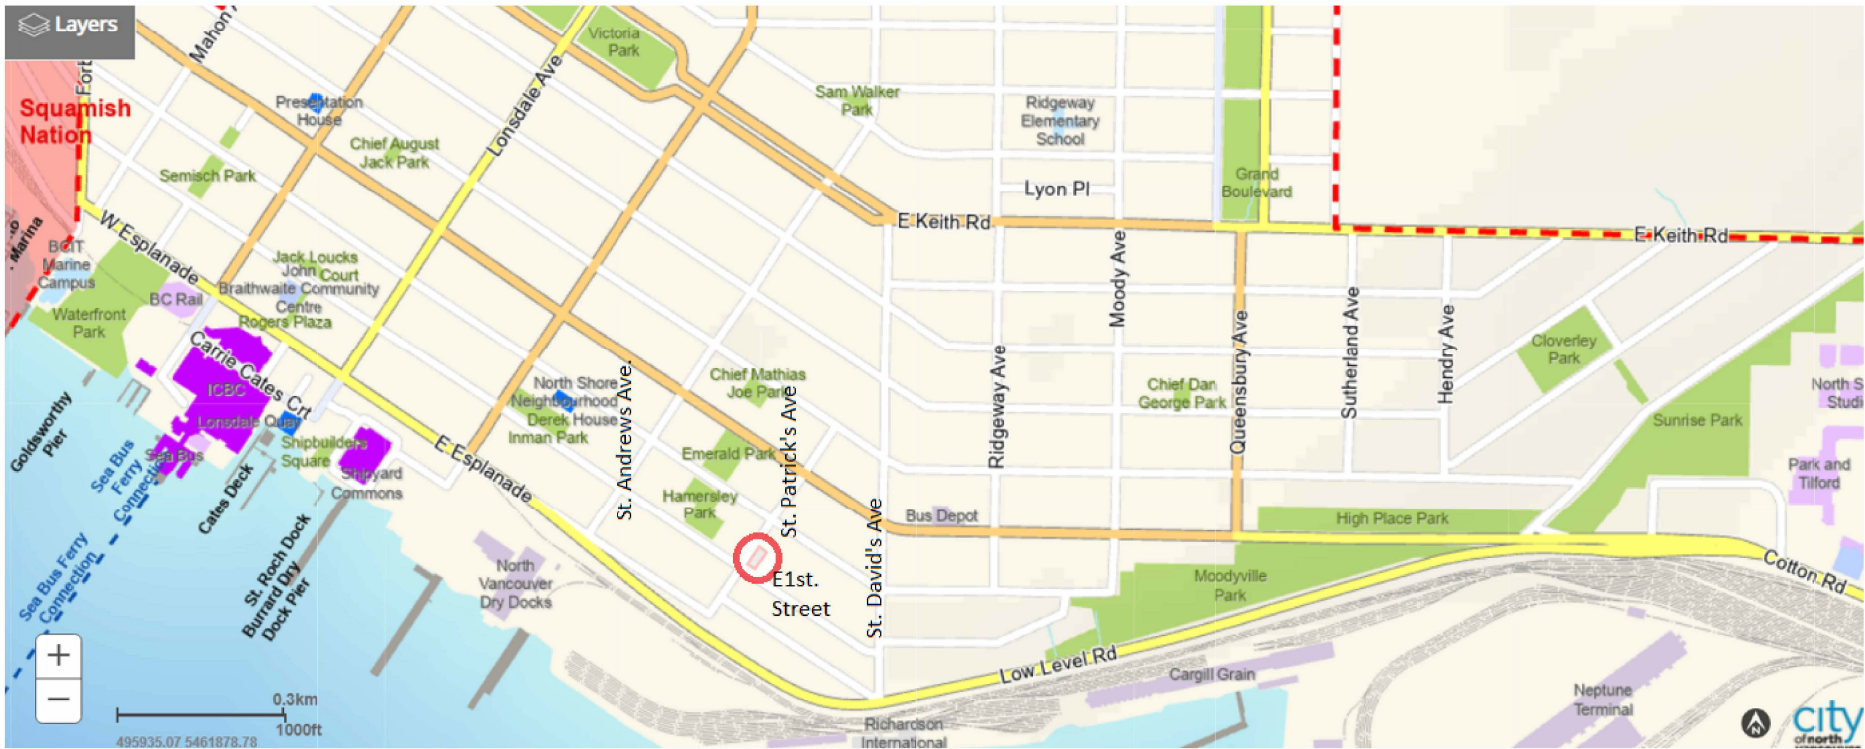 Layers
Mahon
Forb
Squamish
Nation
Presentation
House
Victoria
Park
Lonsdale Ave
Chief August
Jack Park
Semisch Park
Sam Walker
Park
Ridgeway
Elementary
School
Lyon Pl
Grand
Boulevard
E Keith Rd
E Keith Rd
Marina
BCIT
Marine
Campus
W Esplanade
BC Rail
Waterfront
Park
Jack Loucks
Court
John
Braithwaite Community
Centre
Rogers Plaza
Carrie Cates Crt
ICBC
Lonsdale Quay
Sea Bus
Shipbuilders
Square
Shipyard
Commons
Goldsworthy
Pier
Sea Bus
Ferry
Connection
Cates Deck
Sea Bus Ferry
Connection
St. Roch Dock
Burrard Dry
Dock Pier
E Esplanade
North Shore
Neighbourhood
House
Derek
Inman Park
St. Andrews Ave.
Chief Mathias
Joe Park
Emerald Park
Hamersley
Park
St. Patrick's Ave
E1st.
Street
St. David's Ave
North
Vancouver
Dry Docks
Bus Depot
Ridgeway Ave
Moody Ave
Chief Dan
George Park
Queensbury Ave
Sutherland Ave
Hendry Ave
Cloverley
Park
Sunrise Park
North S
Studi
Park and
Tilford
High Place Park
Moodyville
Park
Cotton Rd
Low Level Rd
Cargill Grain
Neptune
Terminal
Richardson
International
+
−
0.3km
1000ft
495935.07 5461878.78
N
city
of north